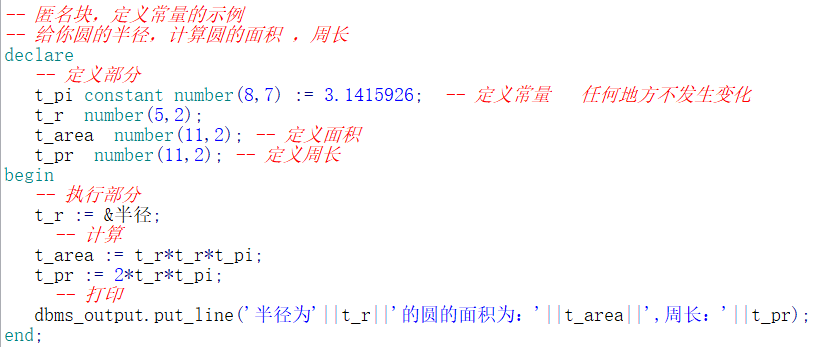 -- 匿名块，定义常量的示例
-- 给你圆的半径，计算圆的面积 ，周长
declare
   -- 定义部分
   t_pi constant number(8,7) := 3.1415926;  -- 定义常量   任何地方不发生变化
   t_r  number(5,2);
   t_area  number(11,2); -- 定义面积
   t_pr  number(11,2); -- 定义周长
begin
   -- 执行部分
   t_r := &半径;
     -- 计算
   t_area := t_r*t_r*t_pi;
   t_pr := 2*t_r*t_pi;
     -- 打印
   dbms_output.put_line('半径为'||t_r||'的圆的面积为：'||t_area||',周长：'||t_pr);
end;